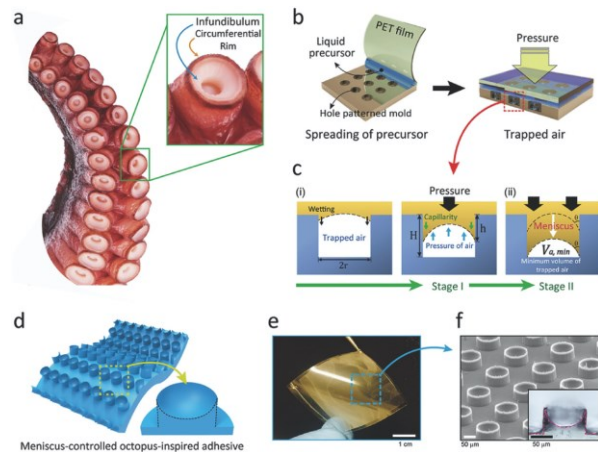 a
Infundibulum
Circumferential
Rim
b
PET film
Liquid precursor
Hole patterned mold
Spreading of precursor
Pressure
Trapped air
c
(i)
Wetting
Trapped air
2r
Pressure
Capillarity
H
h
Pressure of air
Stage I
(ii)
Meniscus
θ
θ
Va, min
Minimum volume of
trapped air
Stage II
d
Meniscus-controlled octopus-inspired adhesive
e
1 cm
f
50 μm
50 μm